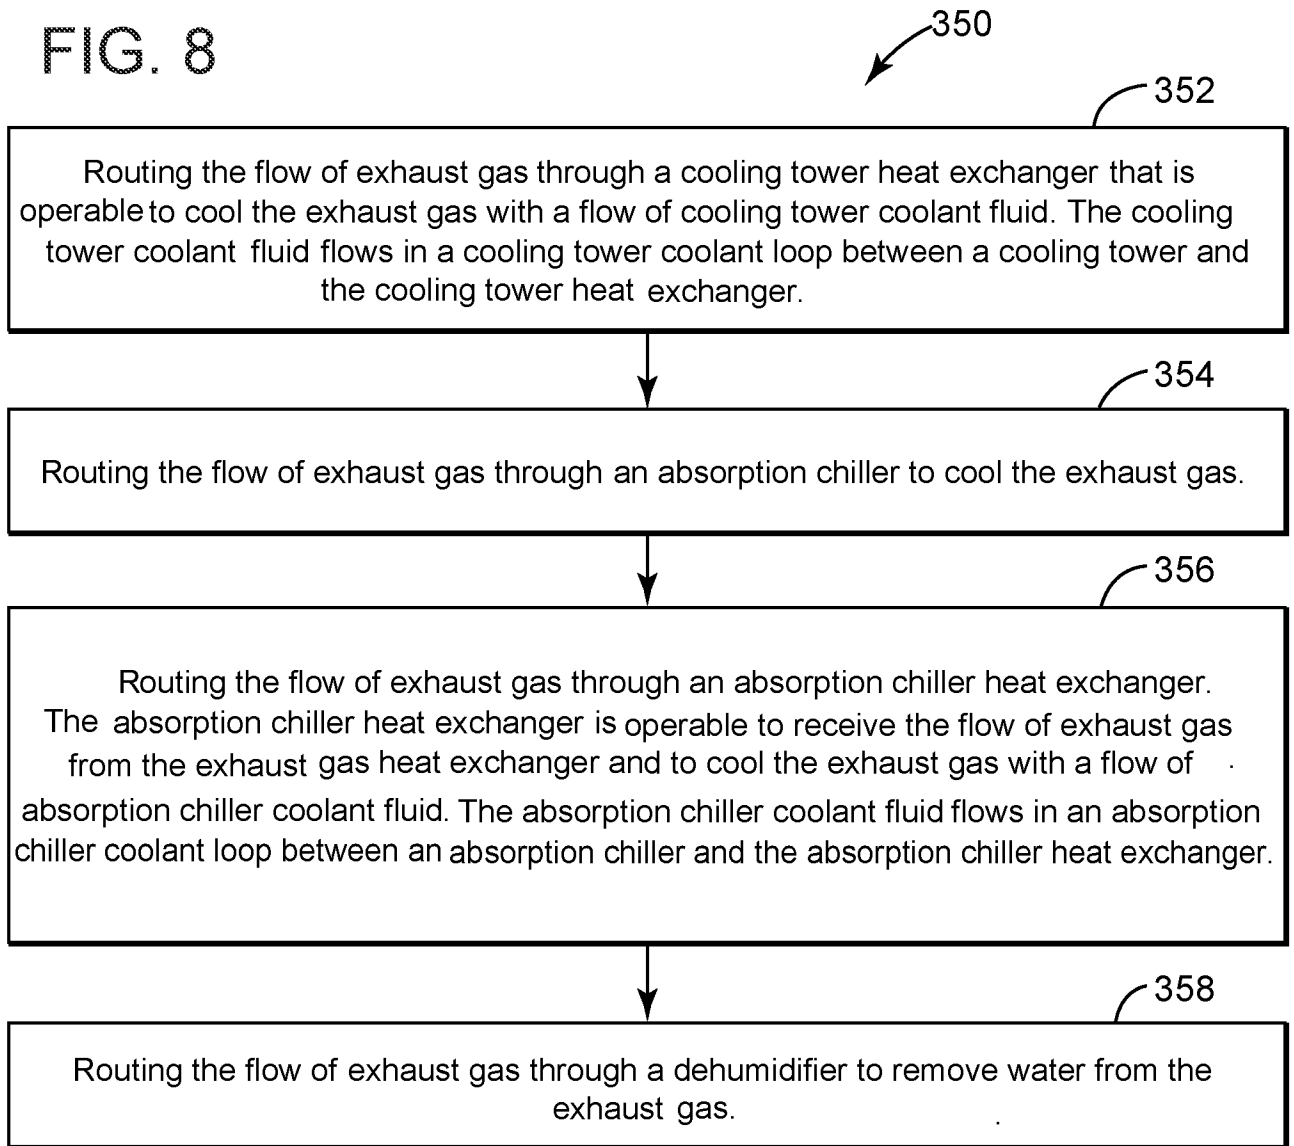 FIG. 8
350
352
Routing the flow of exhaust gas through a cooling tower heat exchanger that is
operable to cool the exhaust gas with a flow of cooling tower coolant fluid. The cooling
tower coolant fluid flows in a cooling tower coolant loop between a cooling tower and
the cooling tower heat exchanger.
354
Routing the flow of exhaust gas through an absorption chiller to cool the exhaust gas.
356
Routing the flow of exhaust gas through an absorption chiller heat exchanger.
The absorption chiller heat exchanger is operable to receive the flow of exhaust gas
from the exhaust gas heat exchanger and to cool the exhaust gas with a flow of
absorption chiller coolant fluid. The absorption chiller coolant fluid flows in an absorption
chiller coolant loop between an absorption chiller and the absorption chiller heat exchanger.
358
Routing the flow of exhaust gas through a dehumidifier to remove water from the
exhaust gas.